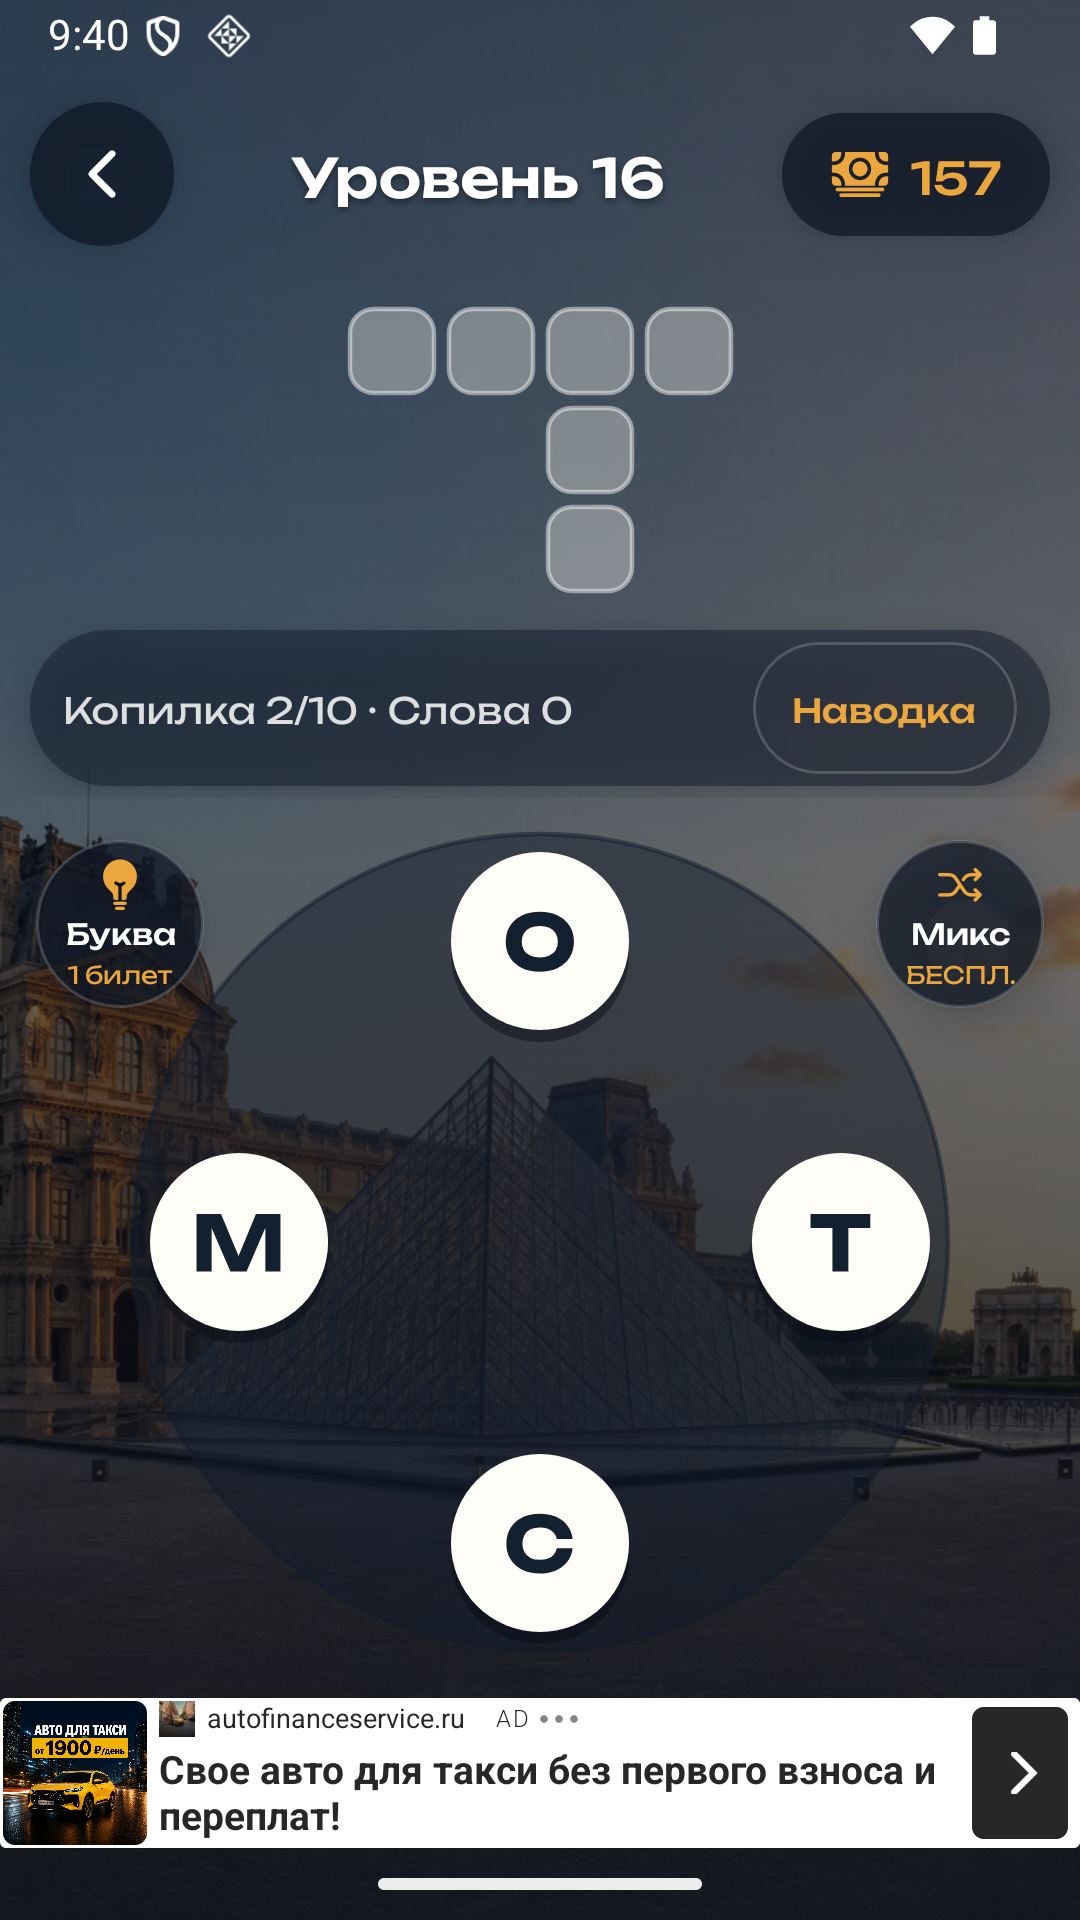 9:40
Уровень 16
157
Копилка 2/10 · Слова 0
Наводка
Буква
1 билет
Микс
БЕСПЛ.
О
М
Т
С
АВТО ДЛЯ ТАКСИ
от 1900 ₽/день
autofinanceservice.ru AD
Свое авто для такси без первого взноса и
переплат!